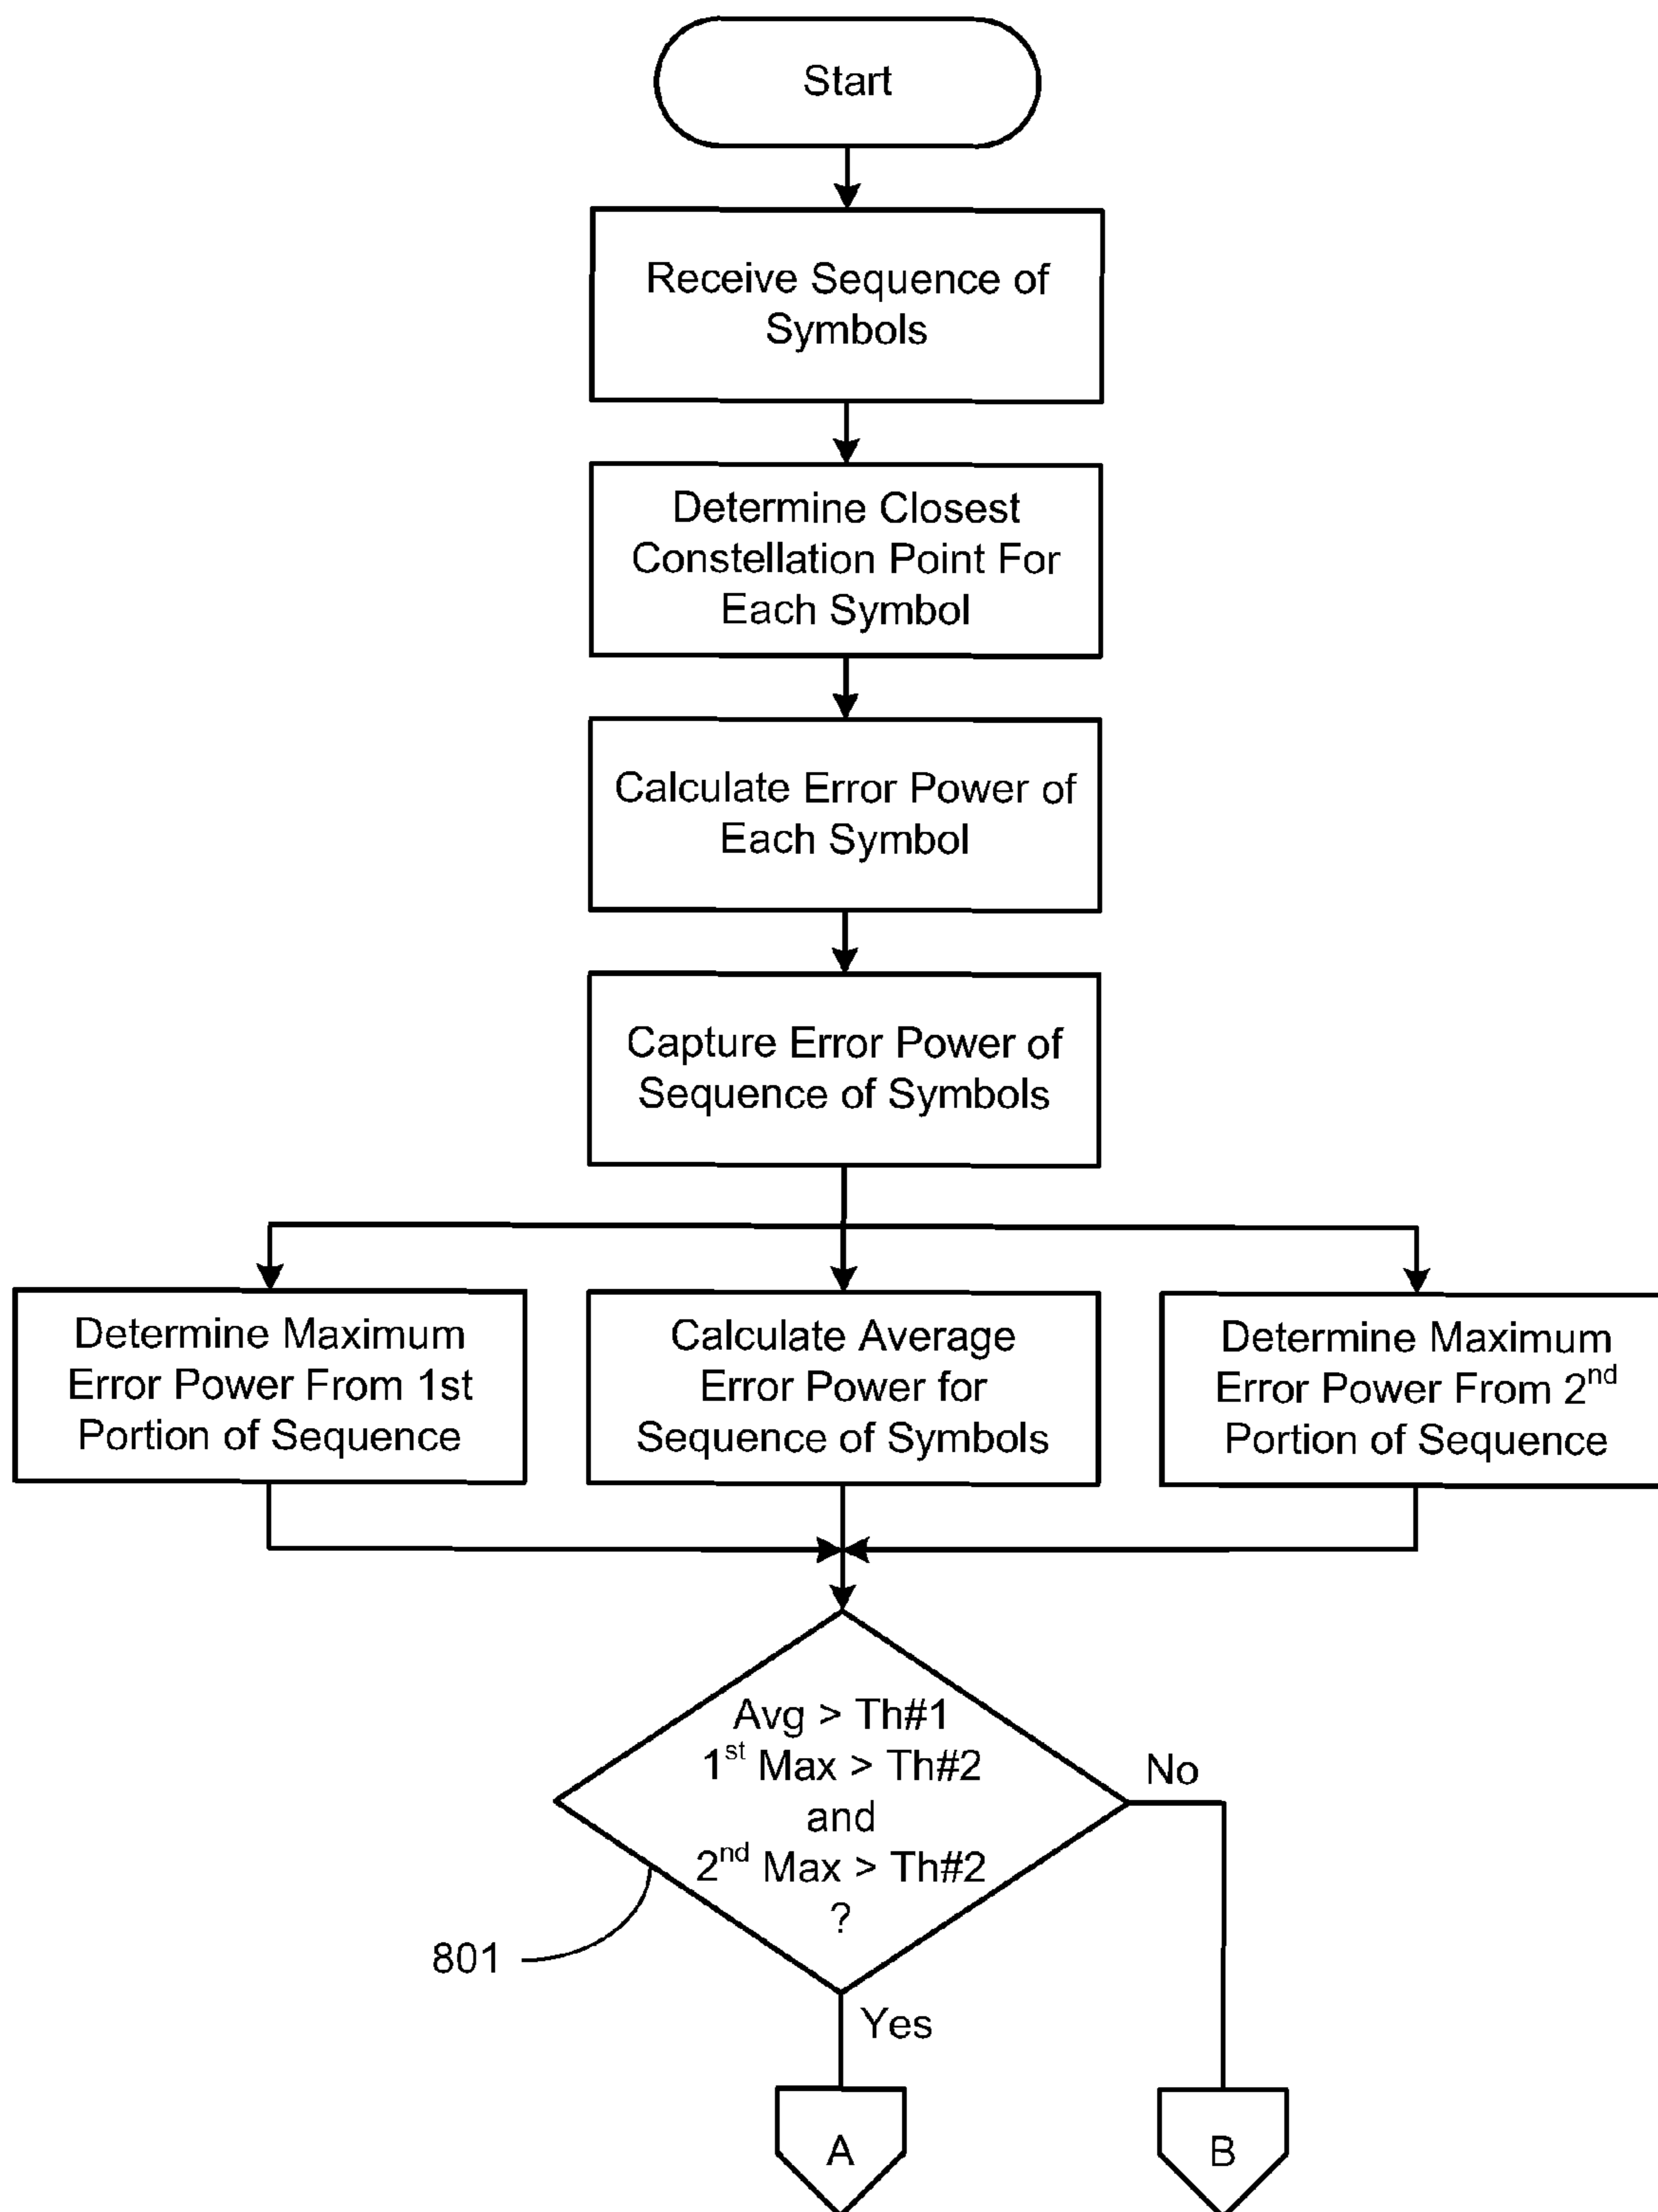 Start
Receive Sequence of
Symbols
Determine Closest
Constellation Point For
Each Symbol
Calculate Error Power of
Each Symbol
Capture Error Power of
Sequence of Symbols
Determine Maximum
Error Power From 1st
Portion of Sequence
Calculate Average
Error Power for
Sequence of Symbols
Determine Maximum
Error Power From 2nd
Portion of Sequence
Avg > Th#1
1st Max > Th#2
and
2nd Max > Th#2
?
No
801
Yes
A
B